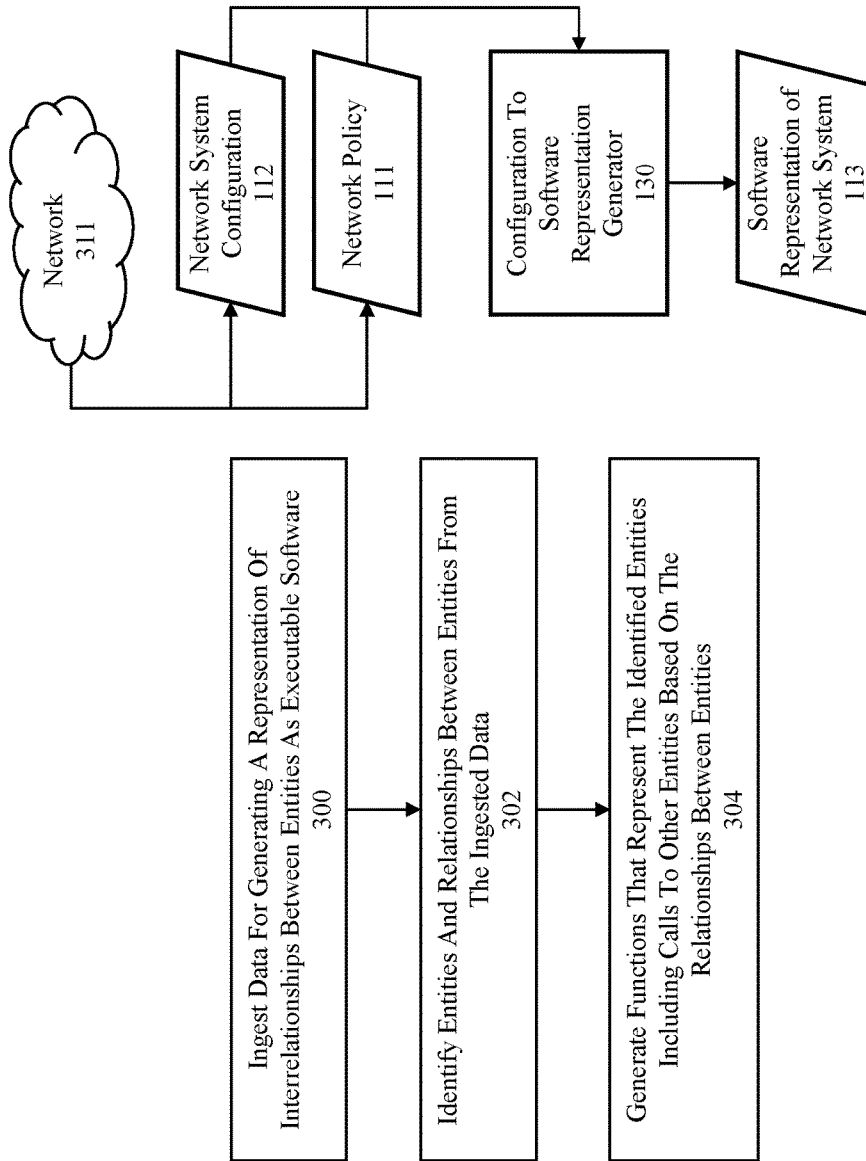 Ingest Data For Generating A Representation Of
Interrelationships Between Entities As Executable Software
300
Identify Entities And Relationships Between Entities From
The Ingested Data
302
Generate Functions That Represent The Identified Entities
Including Calls To Other Entities Based On The
Relationships Between Entities
304
Network
311
Network System
Configuration
112
Network Policy
111
Configuration To
Software
Representation
Generator
130
Software
Representation of
Network System
113